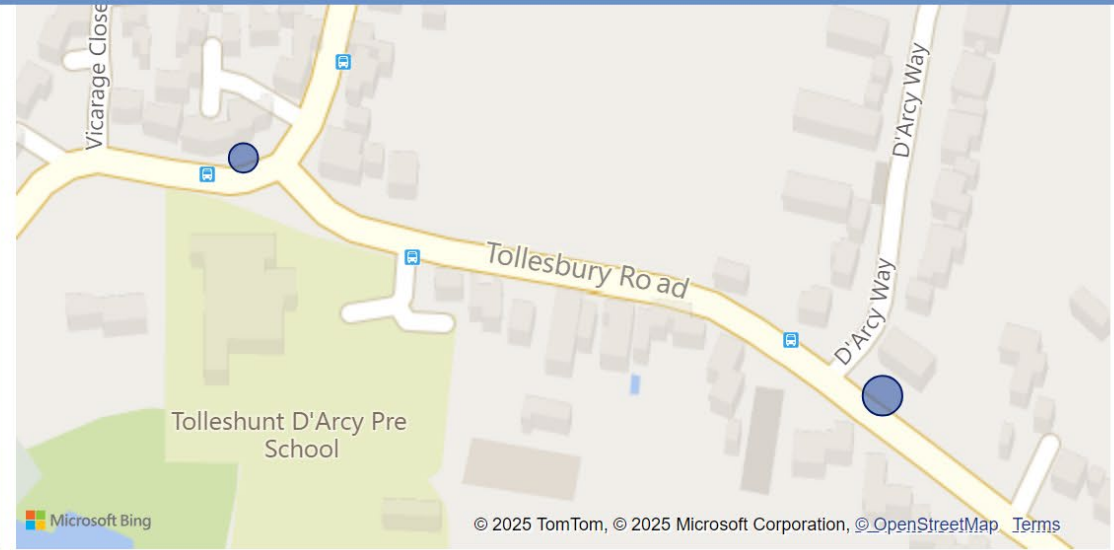 Vicarage Close
D'Arcy Way
Tollesbury Road
D'Arcy Way
Tolleshunt D'Arcy Pre
School
Microsoft Bing
© 2025 TomTom, © 2025 Microsoft Corporation, © OpenStreetMap Terms